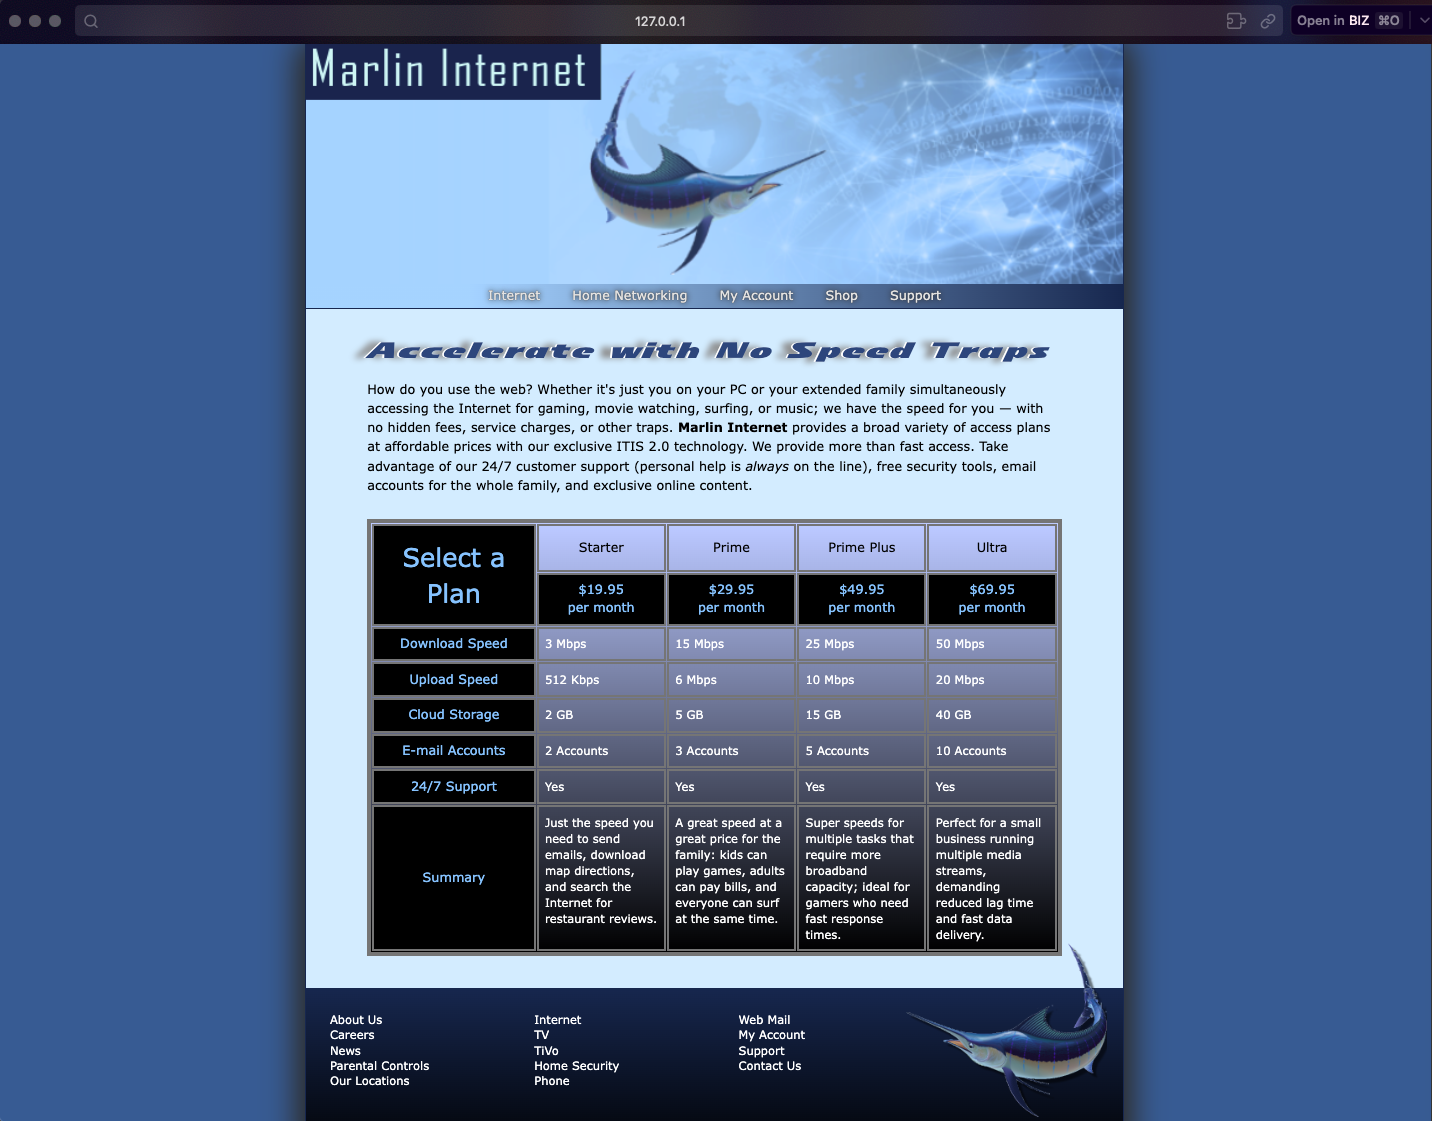 127.0.0.1
Open in BIZ ⌘O
Marlin Internet
Internet Home Networking My Account Shop Support
Accelerate with No Speed Traps
How do you use the web? Whether it's just you on your PC or your extended family simultaneously
accessing the Internet for gaming, movie watching, surfing, or music; we have the speed for you — with
no hidden fees, service charges, or other traps. Marlin Internet provides a broad variety of access plans
at affordable prices with our exclusive ITIS 2.0 technology. We provide more than fast access. Take
advantage of our 24/7 customer support (personal help is always on the line), free security tools, email
accounts for the whole family, and exclusive online content.
Select a
Plan
Starter Prime Prime Plus Ultra
$19.95 $29.95 $49.95 $69.95
per month per month per month per month
Download Speed 3 Mbps 15 Mbps 25 Mbps 50 Mbps
Upload Speed 512 Kbps 6 Mbps 10 Mbps 20 Mbps
Cloud Storage 2 GB 5 GB 15 GB 40 GB
E-mail Accounts 2 Accounts 3 Accounts 5 Accounts 10 Accounts
24/7 Support Yes Yes Yes Yes
Summary
Just the speed you
need to send
emails, download
map directions,
and search the
Internet for
restaurant reviews.
A great speed at a
great price for the
family: kids can
play games, adults
can pay bills, and
everyone can surf
at the same time.
Super speeds for
multiple tasks that
require more
broadband
capacity; ideal for
gamers who need
fast response
times.
Perfect for a small
business running
multiple media
streams,
demanding
reduced lag time
and fast data
delivery.
About Us
Careers
News
Parental Controls
Our Locations
Internet
TV
TiVo
Home Security
Phone
Web Mail
My Account
Support
Contact Us